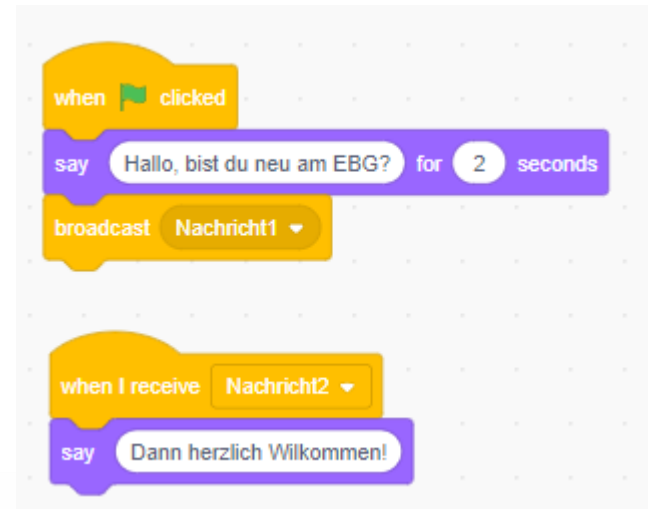 when clicked
say Hallo, bist du neu am EBG? for 2 seconds
broadcast Nachricht1
when I receive Nachricht2
say Dann herzlich Wilkommen!